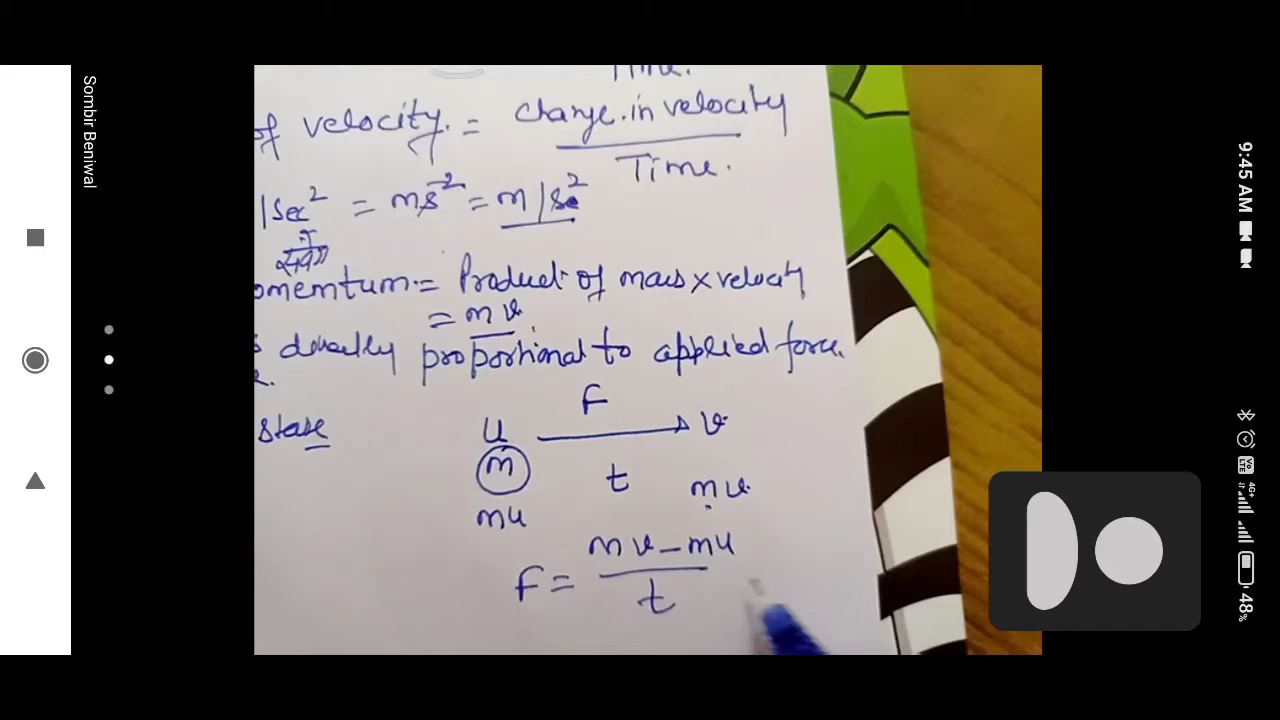 Time.
of velocity. = Change in velocity
Time.
/Sec² = ms⁻² = m/s²
omentum = Product of mass x velocity
= mv
directly proportional to applied force.
state
F
u v
m t mv
mu
F = mv - mu
t
Sombir Beniwal
9:45 AM
4G+
48%